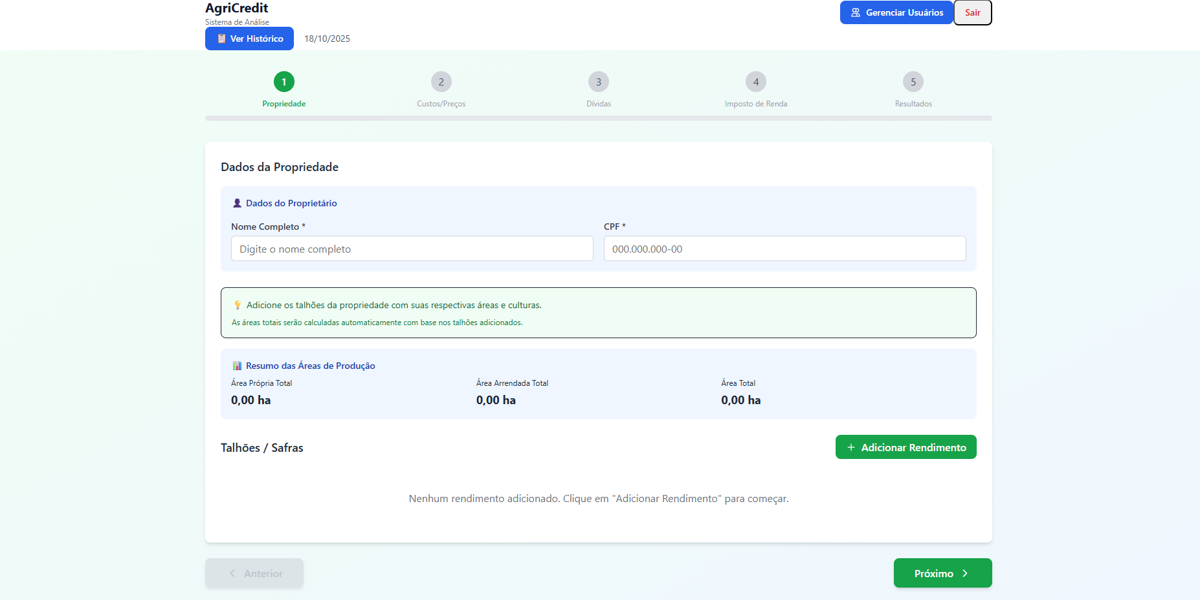 AgriCredit
Sistema de Análise
Ver Histórico
18/10/2025
Gerenciar Usuários
Sair
1
2
3
4
5
Propriedade
Custos/Preços
Dívidas
Imposto de Renda
Resultados
Dados da Propriedade
Dados do Proprietário
Nome Completo *
CPF *
Digite o nome completo
000.000.000-00
Adicione os talhões da propriedade com suas respectivas áreas e culturas.
As áreas totais serão calculadas automaticamente com base nos talhões adicionados.
Resumo das Áreas de Produção
Área Própria Total
Área Arrendada Total
Área Total
0,00 ha
0,00 ha
0,00 ha
Talhões / Safras
+ Adicionar Rendimento
Nenhum rendimento adicionado. Clique em "Adicionar Rendimento" para começar.
Anterior
Próximo